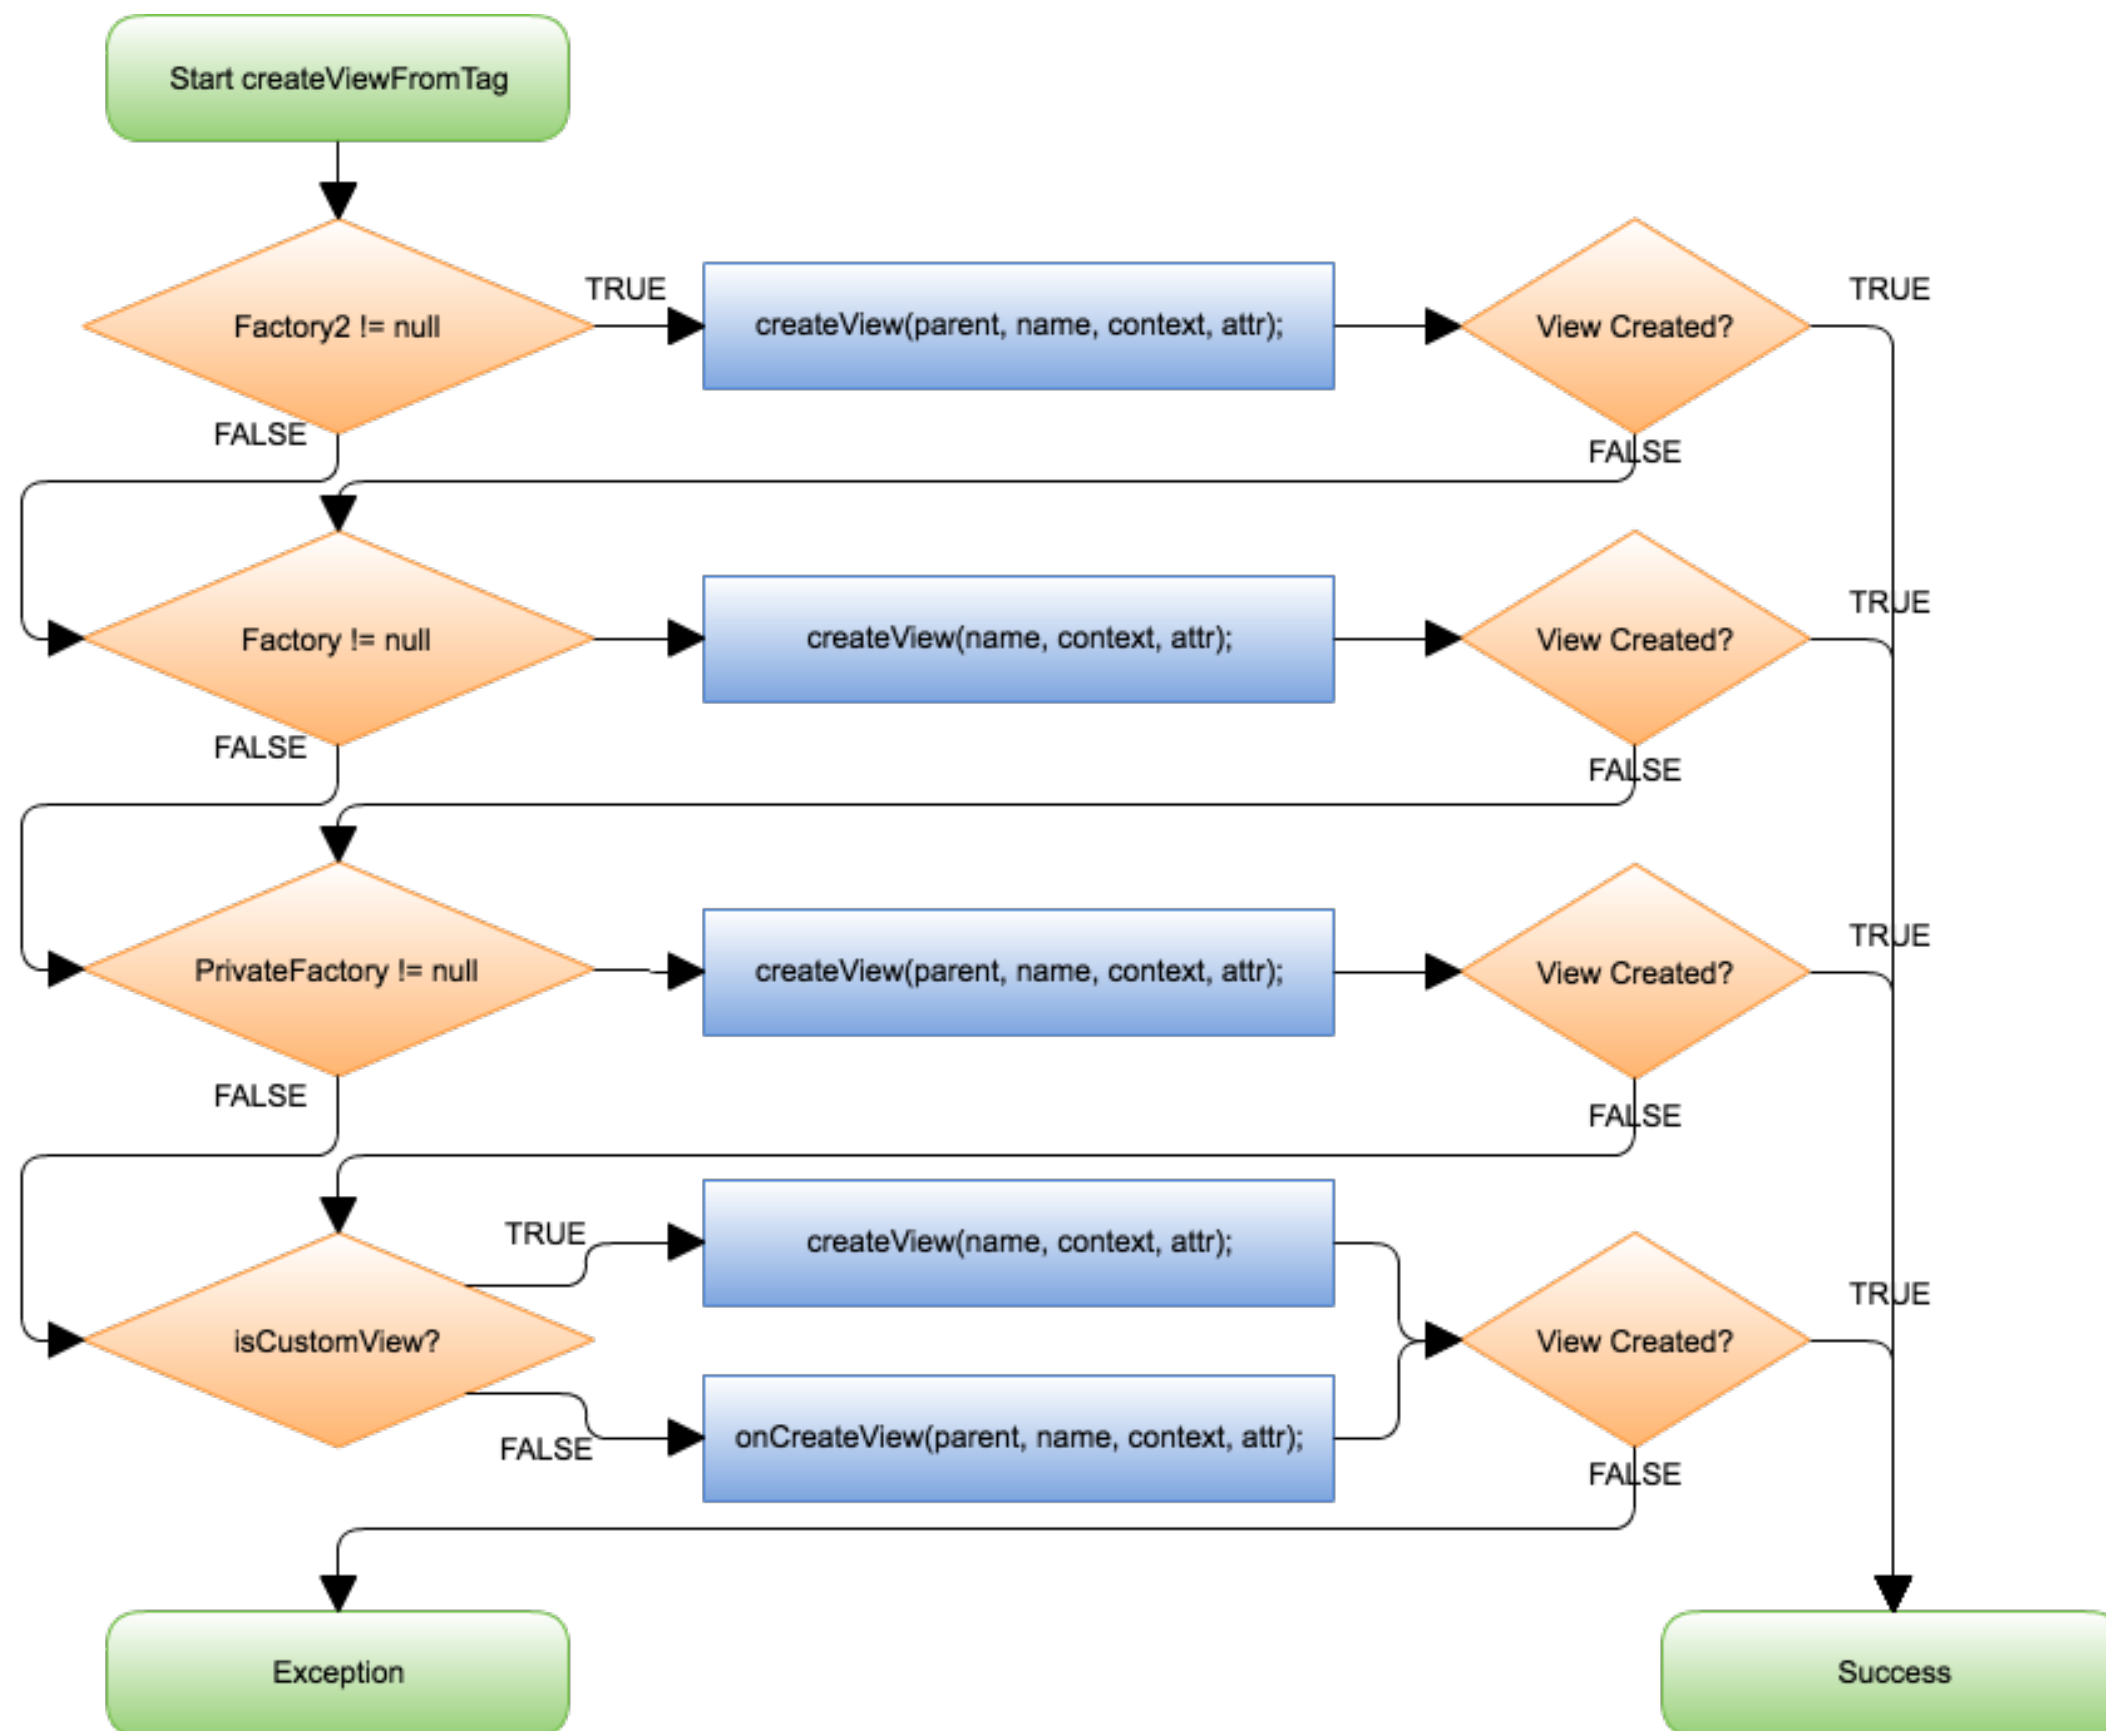 Start createViewFromTag
TRUE
TRUE
Factory2 != null
createView(parent, name, context, attr);
View Created?
FALSE
FALSE
TRUE
Factory != null
createView(name, context, attr);
View Created?
FALSE
FALSE
TRUE
PrivateFactory != null
createView(parent, name, context, attr);
View Created?
FALSE
FALSE
TRUE
createView(name, context, attr);
TRUE
isCustomView?
View Created?
FALSE
onCreateView(parent, name, context, attr);
FALSE
Exception
Success